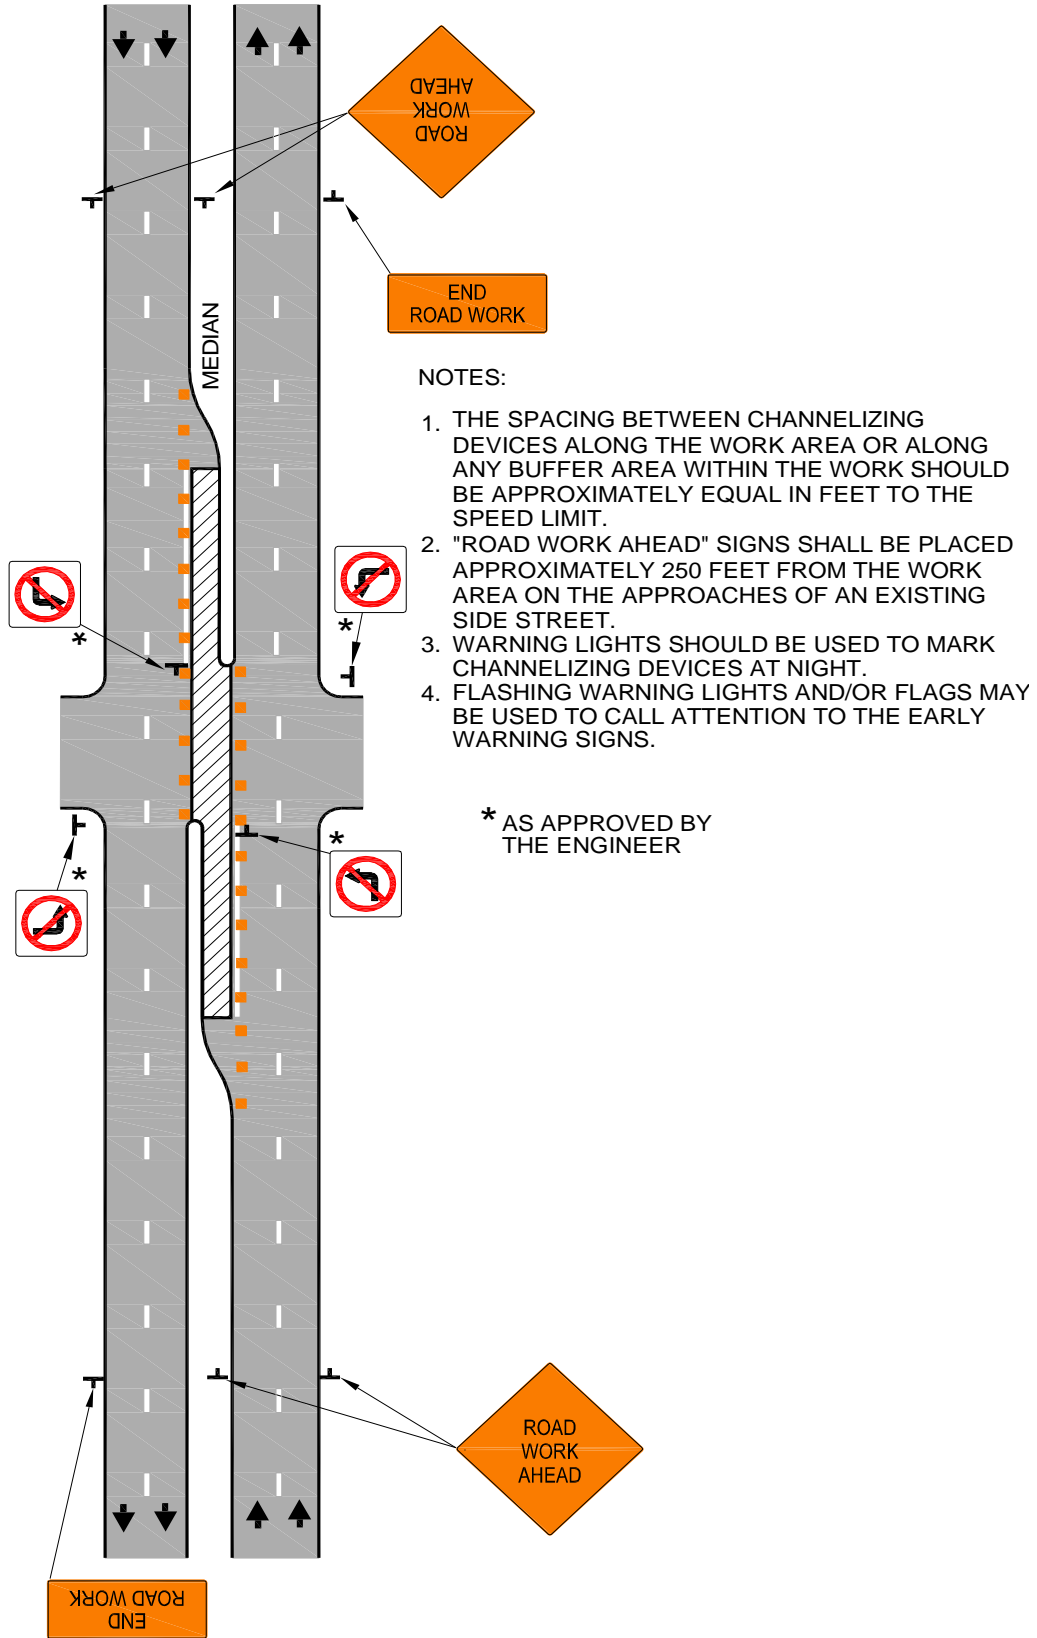 ROAD
WORK
AHEAD
END
ROAD WORK
MEDIAN
NOTES:
1. THE SPACING BETWEEN CHANNELIZING
DEVICES ALONG THE WORK AREA OR ALONG
ANY BUFFER AREA WITHIN THE WORK SHOULD
BE APPROXIMATELY EQUAL IN FEET TO THE
SPEED LIMIT.
2. "ROAD WORK AHEAD" SIGNS SHALL BE PLACED
APPROXIMATELY 250 FEET FROM THE WORK
AREA ON THE APPROACHES OF AN EXISTING
SIDE STREET.
3. WARNING LIGHTS SHOULD BE USED TO MARK
CHANNELIZING DEVICES AT NIGHT.
4. FLASHING WARNING LIGHTS AND/OR FLAGS MAY
BE USED TO CALL ATTENTION TO THE EARLY
WARNING SIGNS.
*
*
*
*
* AS APPROVED BY
THE ENGINEER
ROAD
WORK
AHEAD
END
ROAD WORK